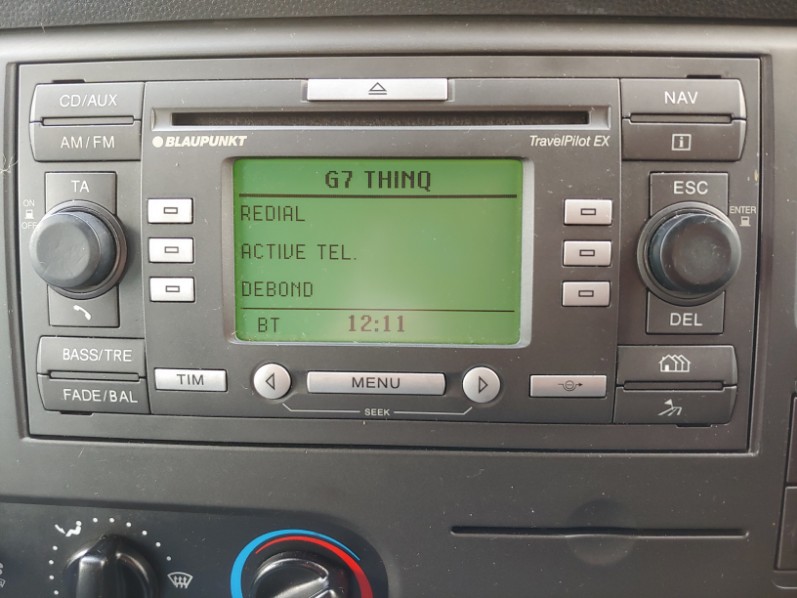 CD/AUX
NAV
AM/FM
BLAUPUNKT
TravelPilot EX
TA
G7 THINQ
ESC
ON
OFF
REDIAL
ENTER
ACTIVE TEL.
DEBOND
BT 12:11
DEL
BASS/TRE
FADE/BAL
TIM
MENU
SEEK